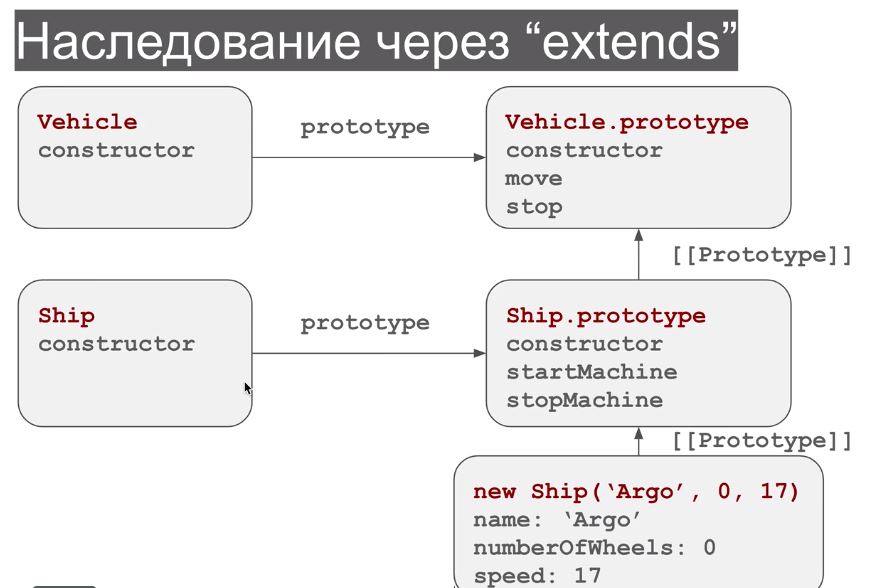 Наследование через “extends”
Vehicle
constructor
prototype
Vehicle.prototype
constructor
move
stop
[[Prototype]]
Ship
constructor
prototype
Ship.prototype
constructor
startMachine
stopMachine
[[Prototype]]
new Ship(‘Argo’, 0, 17)
name: ‘Argo’
numberOfWheels: 0
speed: 17